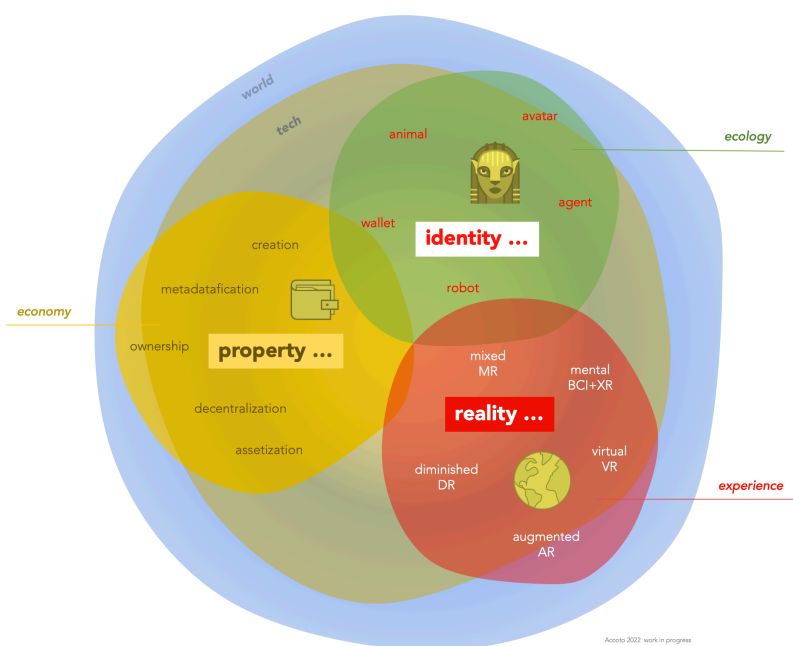 world
tech
avatar
animal
ecology
agent
wallet
identity ...
creation
robot
metadatafication
economy
ownership
property ...
mixed
MR
mental
BCI+XR
decentralization
reality ...
assetization
virtual
VR
diminished
DR
experience
augmented
AR
Accoto 2022 work in progress